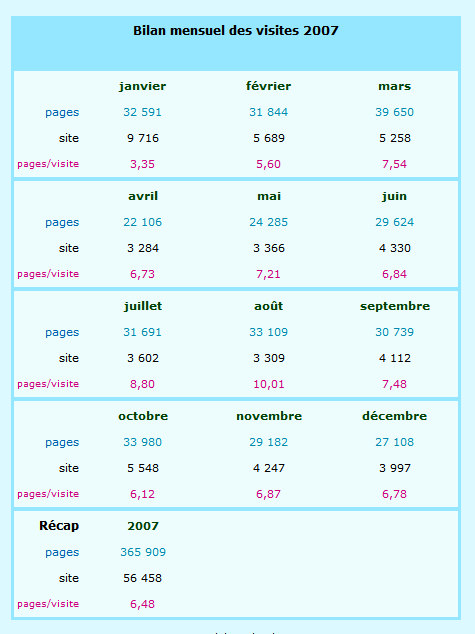 Bilan mensuel des visites 2007
janvier février mars
pages 32 591 31 844 39 650
site 9 716 5 689 5 258
pages/visite 3,35 5,60 7,54
avril mai juin
pages 22 106 24 285 29 624
site 3 284 3 366 4 330
pages/visite 6,73 7,21 6,84
juillet août septembre
pages 31 691 33 109 30 739
site 3 602 3 309 4 112
pages/visite 8,80 10,01 7,48
octobre novembre décembre
pages 33 980 29 182 27 108
site 5 548 4 247 3 997
pages/visite 6,12 6,87 6,78
Récap 2007
pages 365 909
site 56 458
pages/visite 6,48